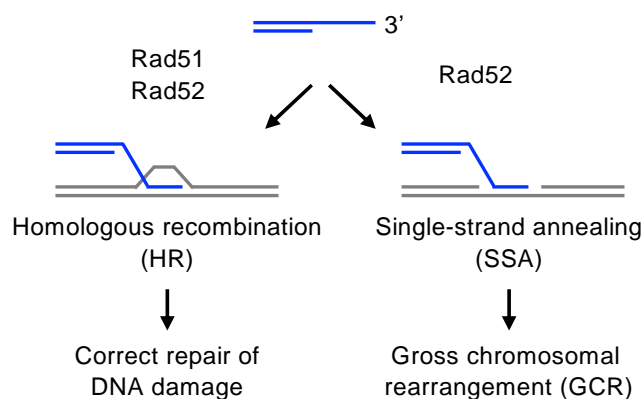 3’
Rad51
Rad52
Rad52
Homologous recombination
(HR)
Single-strand annealing
(SSA)
Correct repair of
DNA damage
Gross chromosomal
rearrangement (GCR)